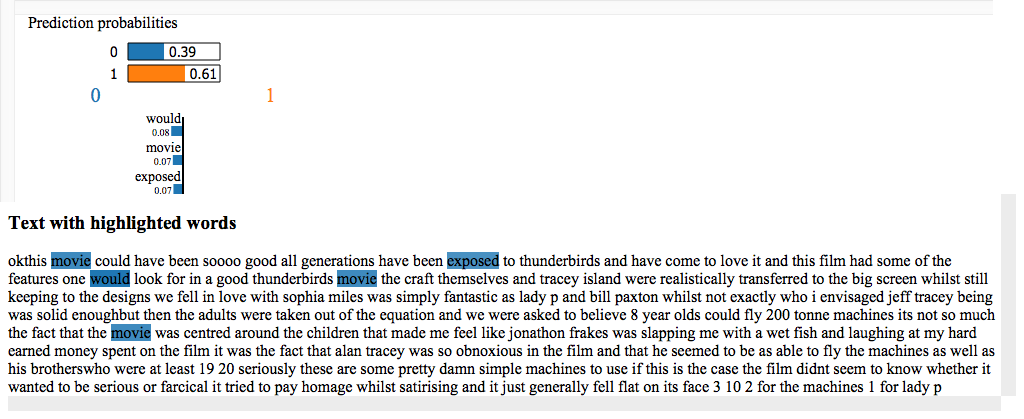 Prediction probabilities
0 0.39
1 0.61
0 1
would
0.08
movie
0.07
exposed
0.07
Text with highlighted words
okthis movie could have been soooo good all generations have been exposed to thunderbirds and have come to love it and this film had some of the
features one would look for in a good thunderbirds movie the craft themselves and tracey island were realistically transferred to the big screen whilst still
keeping to the designs we fell in love with sophia miles was simply fantastic as lady p and bill paxton whilst not exactly who i envisaged jeff tracey being
was solid enoughbut then the adults were taken out of the equation and we were asked to believe 8 year olds could fly 200 tonne machines its not so much
the fact that the movie was centred around the children that made me feel like jonathon frakes was slapping me with a wet fish and laughing at my hard
earned money spent on the film it was the fact that alan tracey was so obnoxious in the film and that he seemed to be as able to fly the machines as well as
his brotherswho were at least 19 20 seriously these are some pretty damn simple machines to use if this is the case the film didnt seem to know whether it
wanted to be serious or farcical it tried to pay homage whilst satirising and it just generally fell flat on its face 3 10 2 for the machines 1 for lady p